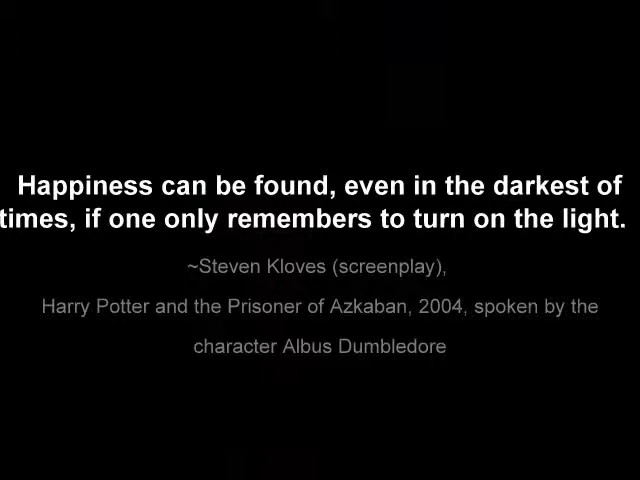 Happiness can be found, even in the darkest of
times, if one only remembers to turn on the light.
~Steven Kloves (screenplay),
Harry Potter and the Prisoner of Azkaban, 2004, spoken by the
character Albus Dumbledore